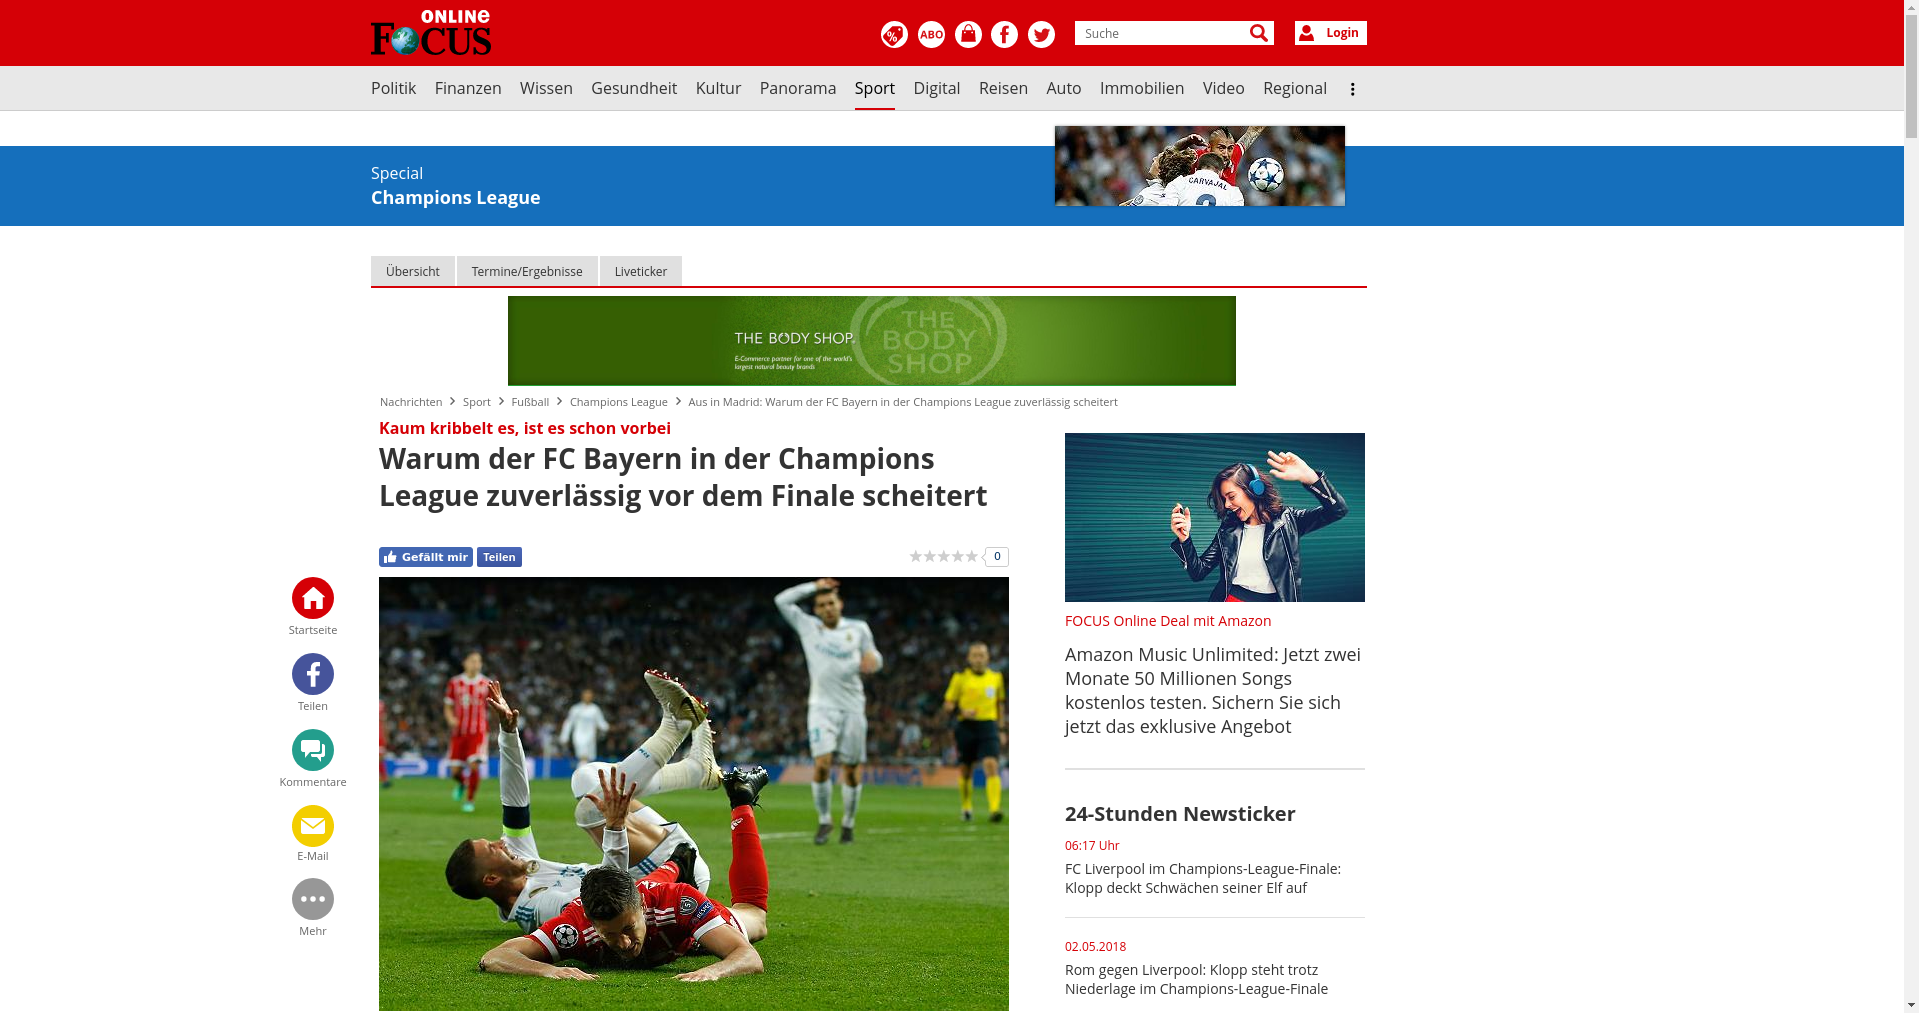 ONLINE
FOCUS
%
ABO
Suche
Login
Politik
Finanzen
Wissen
Gesundheit
Kultur
Panorama
Sport
Digital
Reisen
Auto
Immobilien
Video
Regional
Special
Champions League
CARVAJAL
2
Übersicht
Termine/Ergebnisse
Liveticker
THE BODY SHOP.
E-Commerce partner for one of the world's
largest natural beauty brands
THE
BODY
SHOP
Nachrichten
Sport
Fußball
Champions League
Aus in Madrid: Warum der FC Bayern in der Champions League zuverlässig scheitert
Kaum kribbelt es, ist es schon vorbei
Warum der FC Bayern in der Champions
League zuverlässig vor dem Finale scheitert
Gefällt mir
Teilen
0
Startseite
Teilen
Kommentare
E-Mail
Mehr
FOCUS Online Deal mit Amazon
Amazon Music Unlimited: Jetzt zwei
Monate 50 Millionen Songs
kostenlos testen. Sichern Sie sich
jetzt das exklusive Angebot
24-Stunden Newsticker
06:17 Uhr
FC Liverpool im Champions-League-Finale:
Klopp deckt Schwächen seiner Elf auf
02.05.2018
Rom gegen Liverpool: Klopp steht trotz
Niederlage im Champions-League-Finale